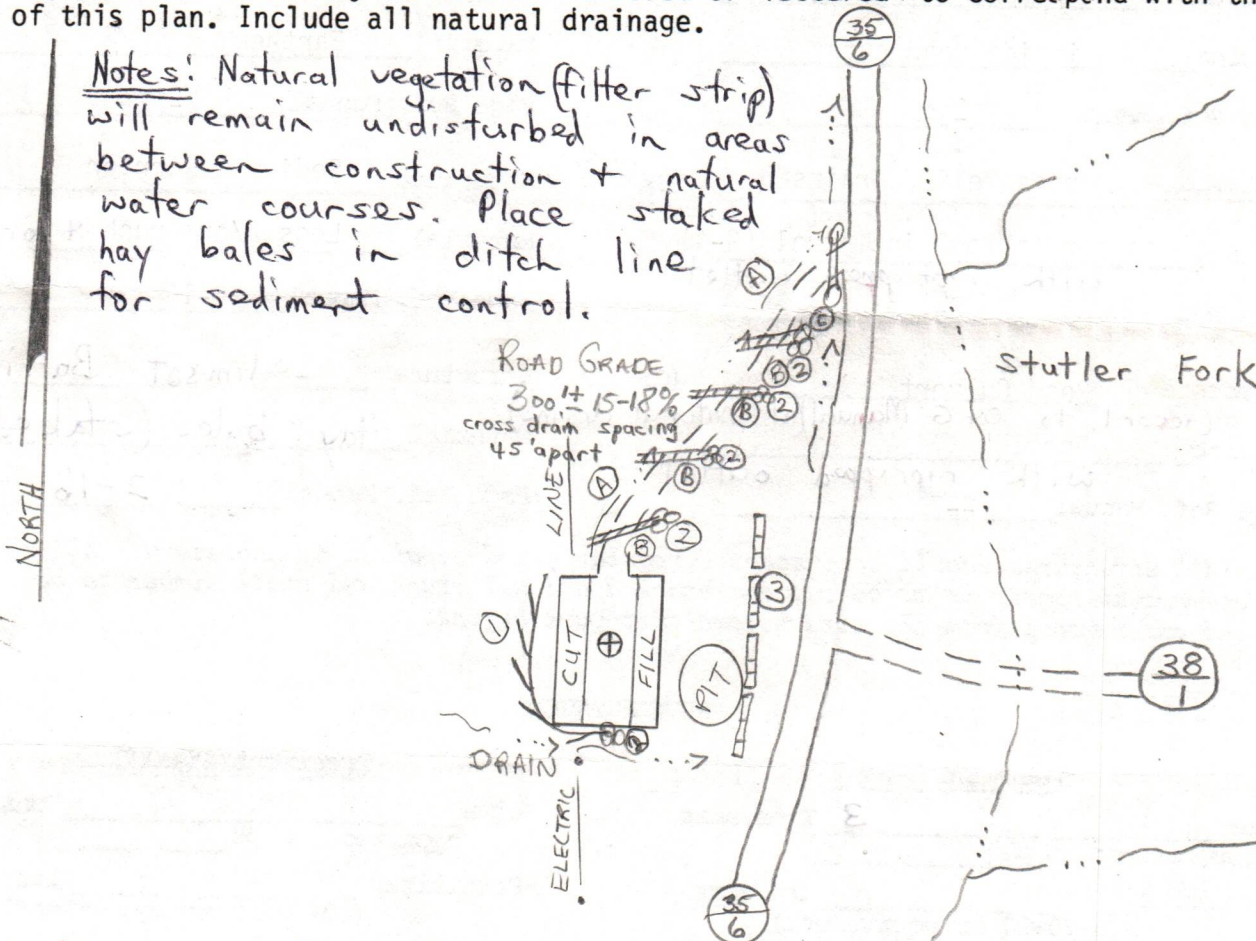 of this plan. Include all natural drainage.
35
6
Notes: Natural vegetation (filter strip)
will remain undisturbed in areas
between construction + natural
water courses. Place staked
hay bales in ditch line
for sediment control.
A
C
ROAD GRADE
300'± 15-18%
cross drain spacing
45' apart
B 2
B 2
B 2
A
B 2
Stutler Fork
LINE
NORTH
1
CUT
FILL
3
PIT
38
1
DRAIN
ELECTRIC
35
6